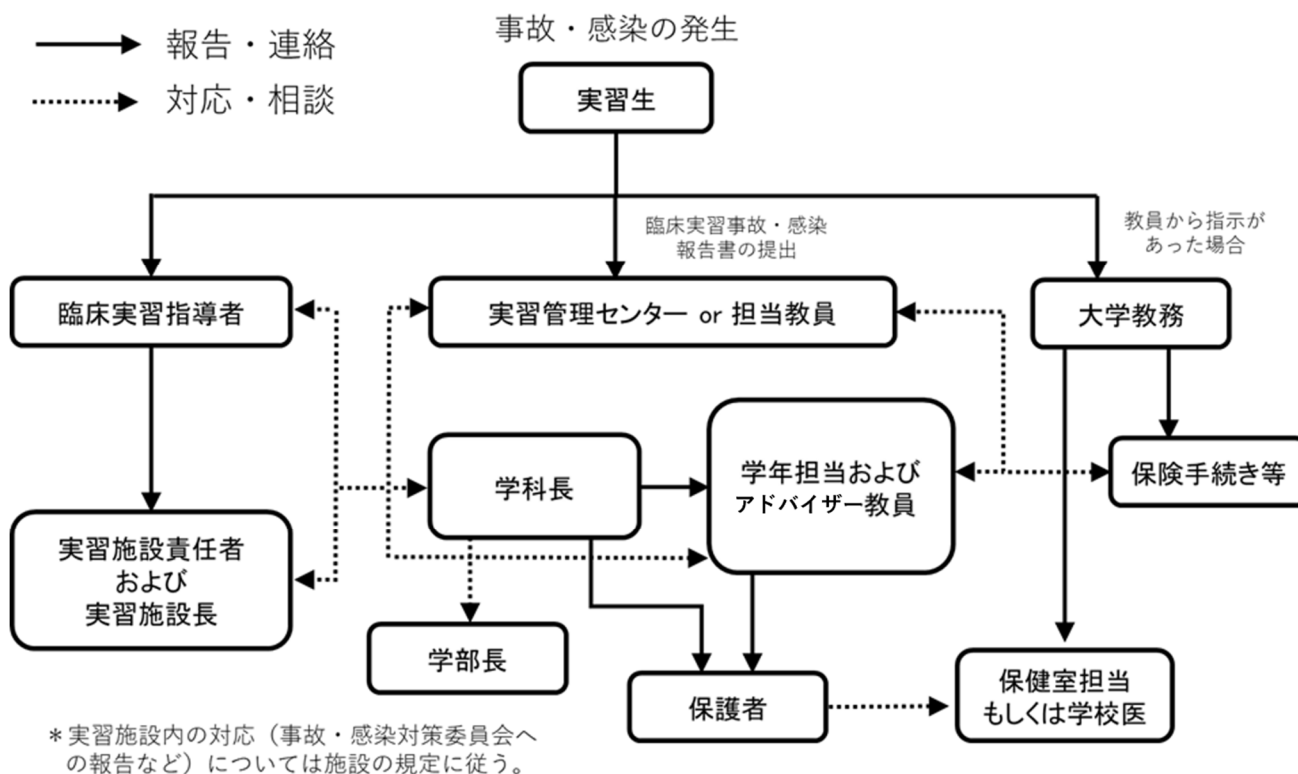 報告・連絡
対応・相談
事故・感染の発生
実習生
臨床実習事故・感染
報告書の提出
教員から指示が
あった場合
臨床実習指導者
実習管理センター or 担当教員
大学教務
学科長
学年担当および
アドバイザー教員
保険手続き等
実習施設責任者
および
実習施設長
学部長
保護者
保健室担当
もしくは学校医
＊実習施設内の対応（事故・感染対策委員会へ
の報告など）については施設の規定に従う。